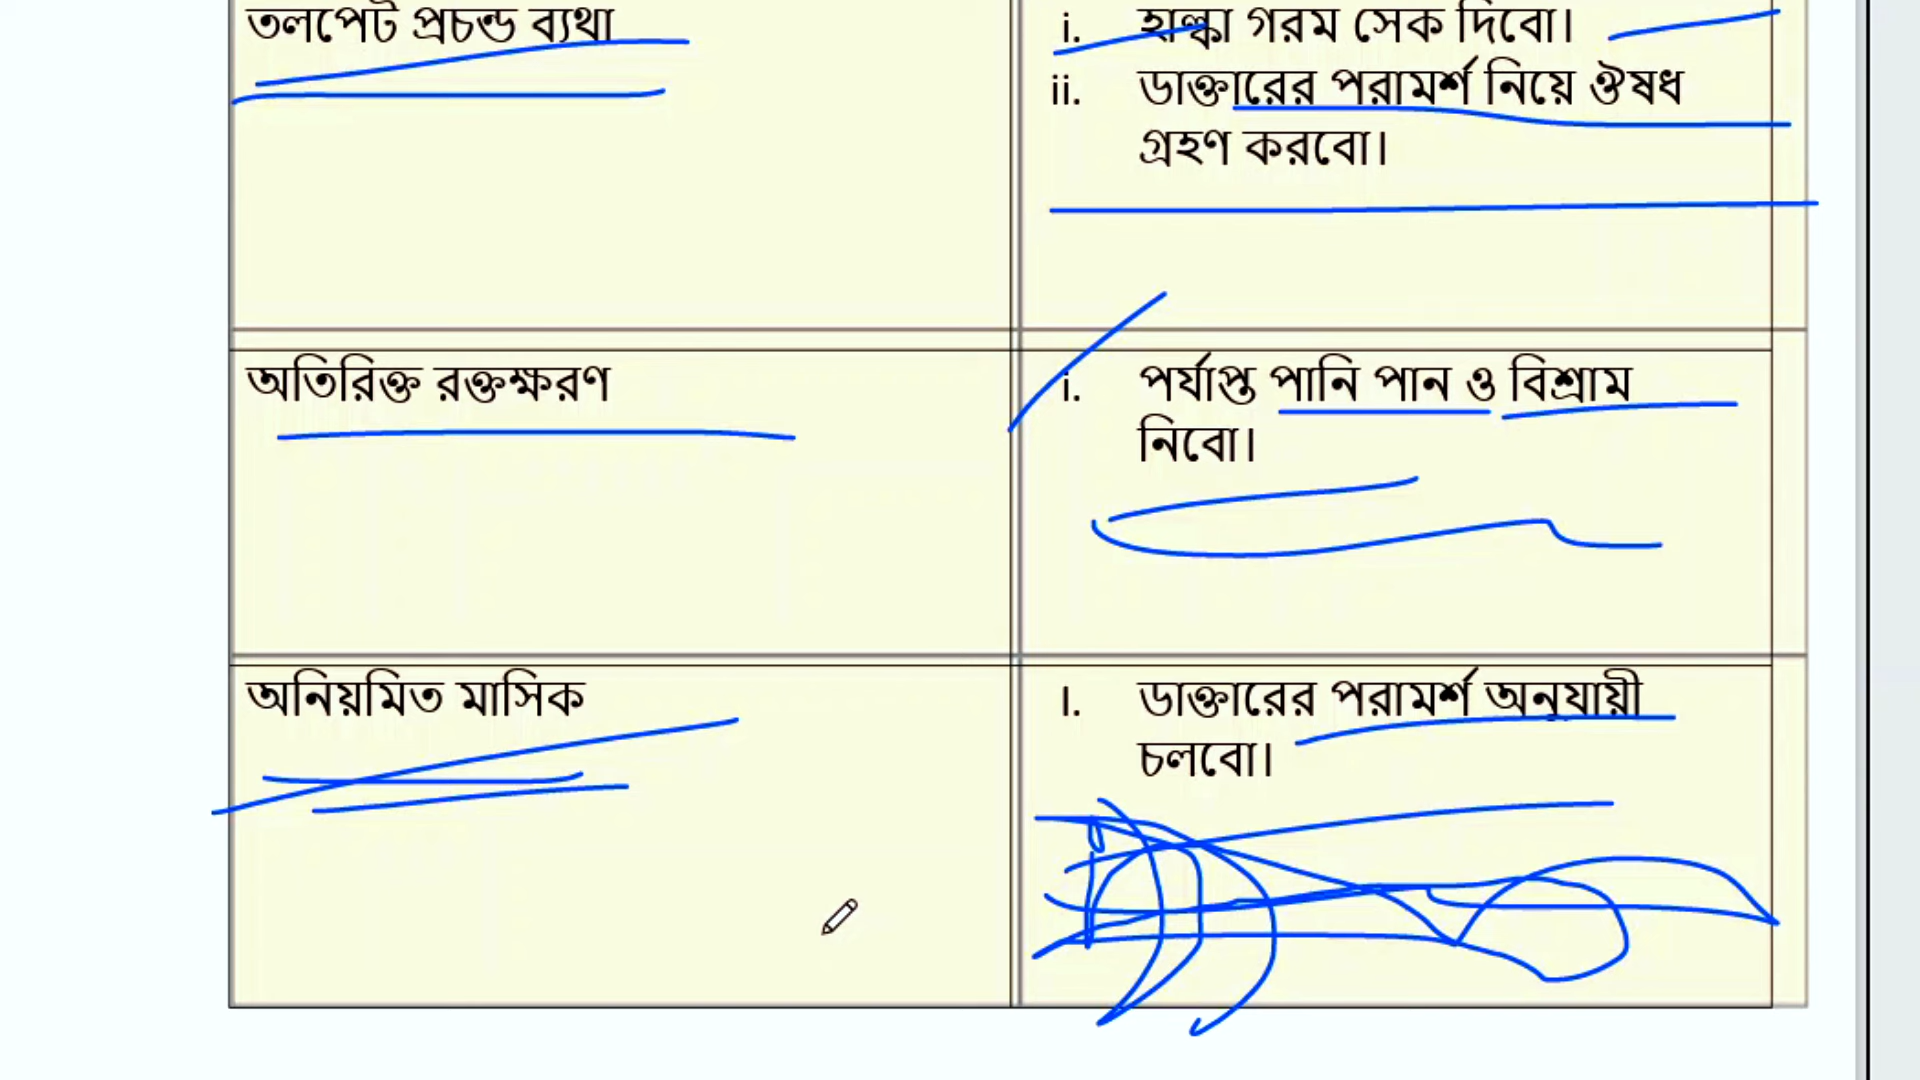 তলপেট প্রচন্ড ব্যথা
i. হাল্কা গরম সেক দিবো।
ii. ডাক্তারের পরামর্শ নিয়ে ঔষধ
গ্রহণ করবো।
অতিরিক্ত রক্তক্ষরণ
i. পর্যাপ্ত পানি পান ও বিশ্রাম
নিবো।
অনিয়মিত মাসিক
I. ডাক্তারের পরামর্শ অনুযায়ী
চলবো।